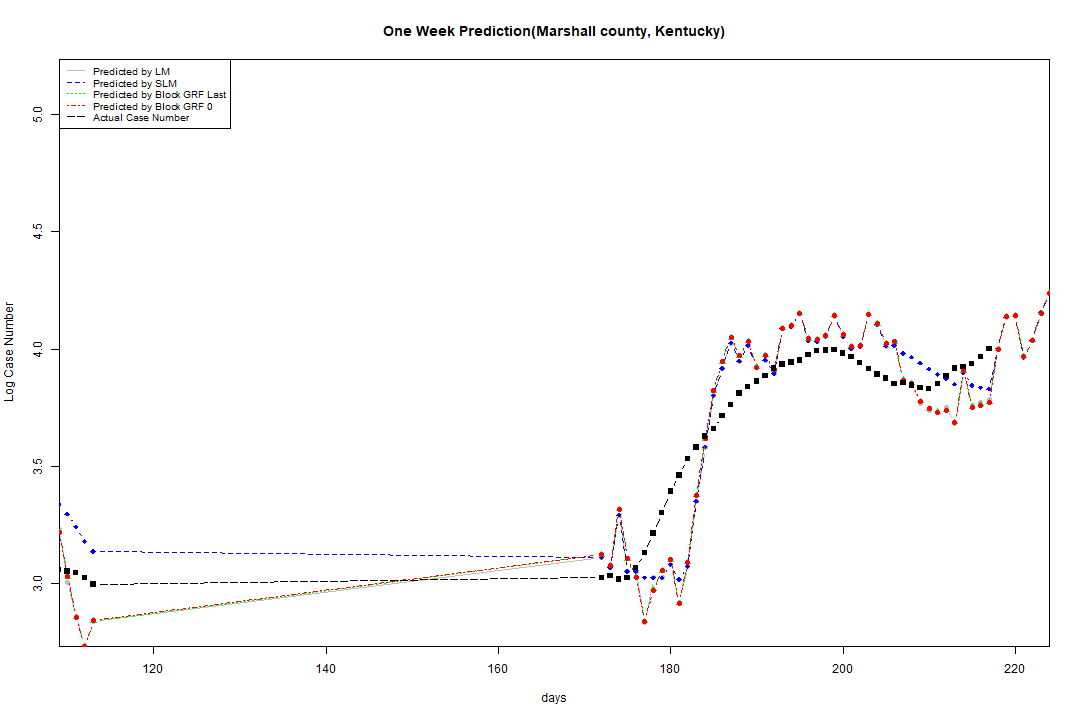 One Week Prediction(Marshall county, Kentucky)
Predicted by LM
Predicted by SLM
Predicted by Block GRF Last
Predicted by Block GRF 0
Actual Case Number
5.0
4.5
4.0
3.5
3.0
Log Case Number
120 140 160 180 200 220
days